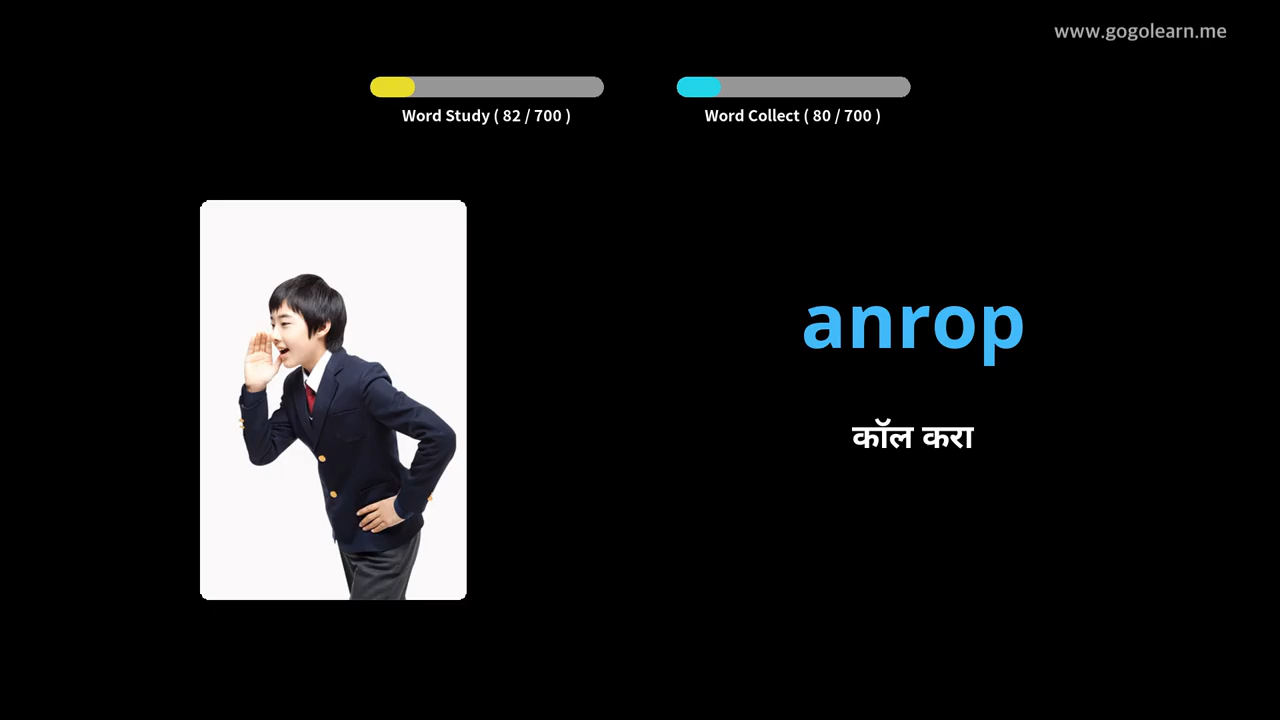 www.gogolearn.me
Word Study ( 82 / 700 )
Word Collect ( 80 / 700 )
anrop
कॉल करा